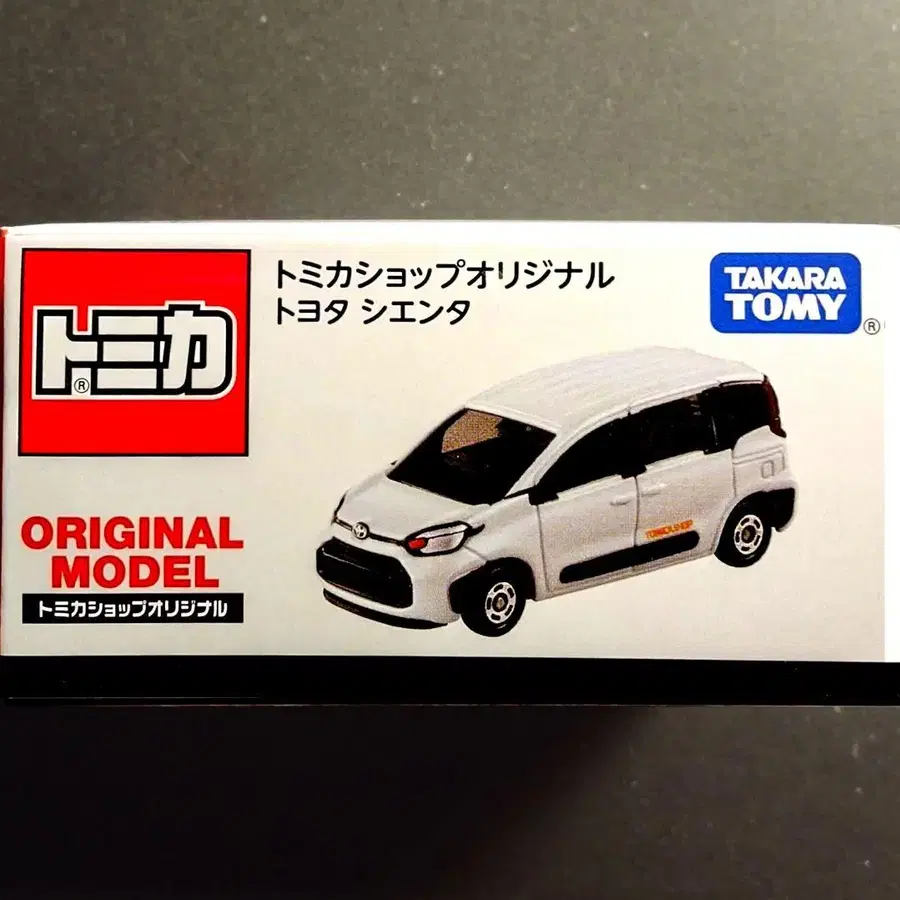 トミカ
®
トミカショップオリジナル
トヨタ シエンタ
TAKARA
TOMY
®
ORIGINAL
MODEL
トミカショップオリジナル
TOMICA SHOP